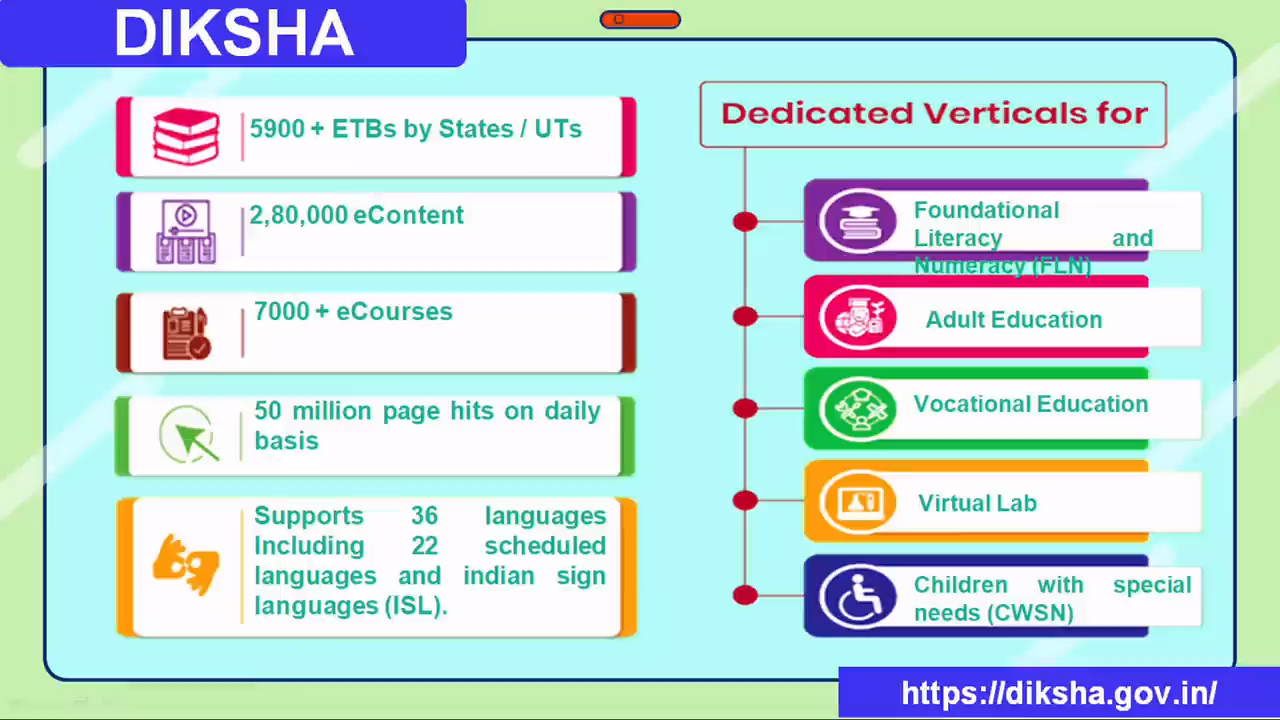 DIKSHA
5900 + ETBs by States / UTs
2,80,000 eContent
7000 + eCourses
50 million page hits on daily
basis
Supports 36 languages
Including 22 scheduled
languages and indian sign
languages (ISL).
Dedicated Verticals for
Foundational
Literacy and
Numeracy (FLN)
Adult Education
Vocational Education
Virtual Lab
Children with special
needs (CWSN)
https://diksha.gov.in/